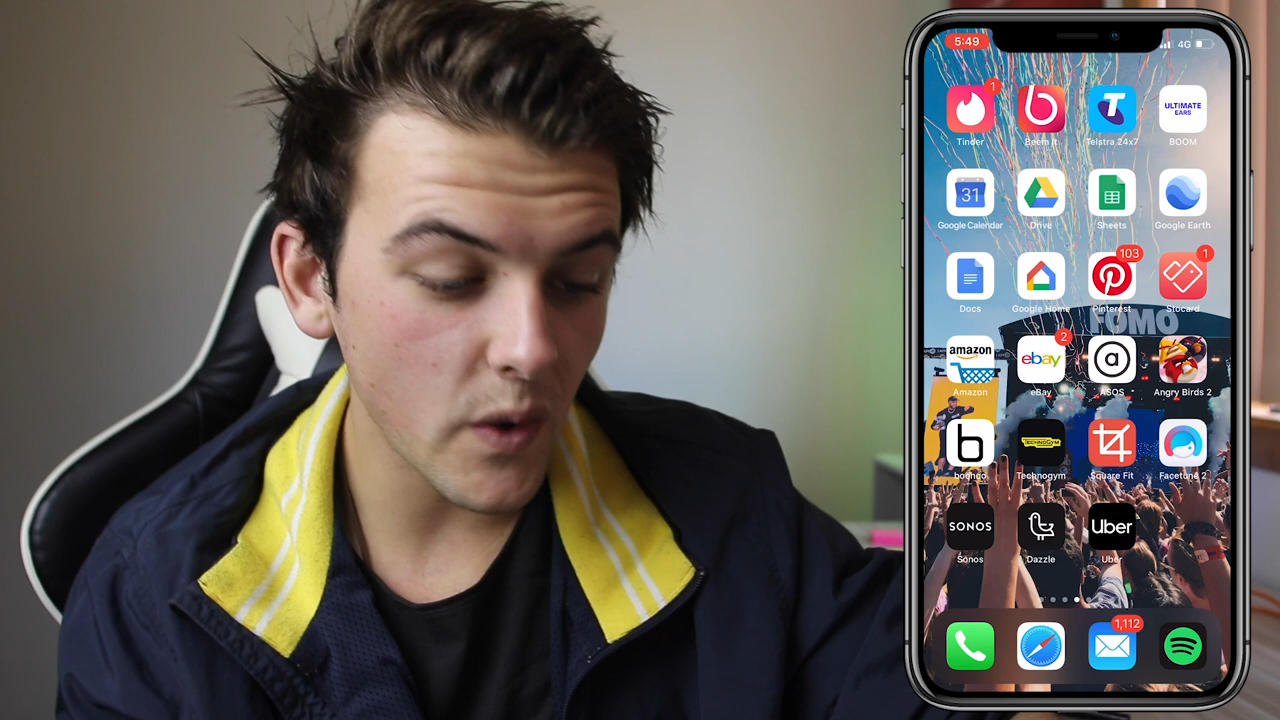 5:49
4G
1
ULTIMATE
EARS
Tinder
Beem It
Telstra 24x7
BOOM
31
Google Calendar
Drive
Sheets
Google Earth
103
1
Docs
Google Home
Pinterest
Stocard
FOMO
amazon
2
ebay
a
Amazon
eBay
ASOS
Angry Birds 2
b
TECHNOGYM
boohoo
Technogym
Square Fit
Facetune 2
SONOS
Uber
Sonos
Dazzle
Uber
1,112